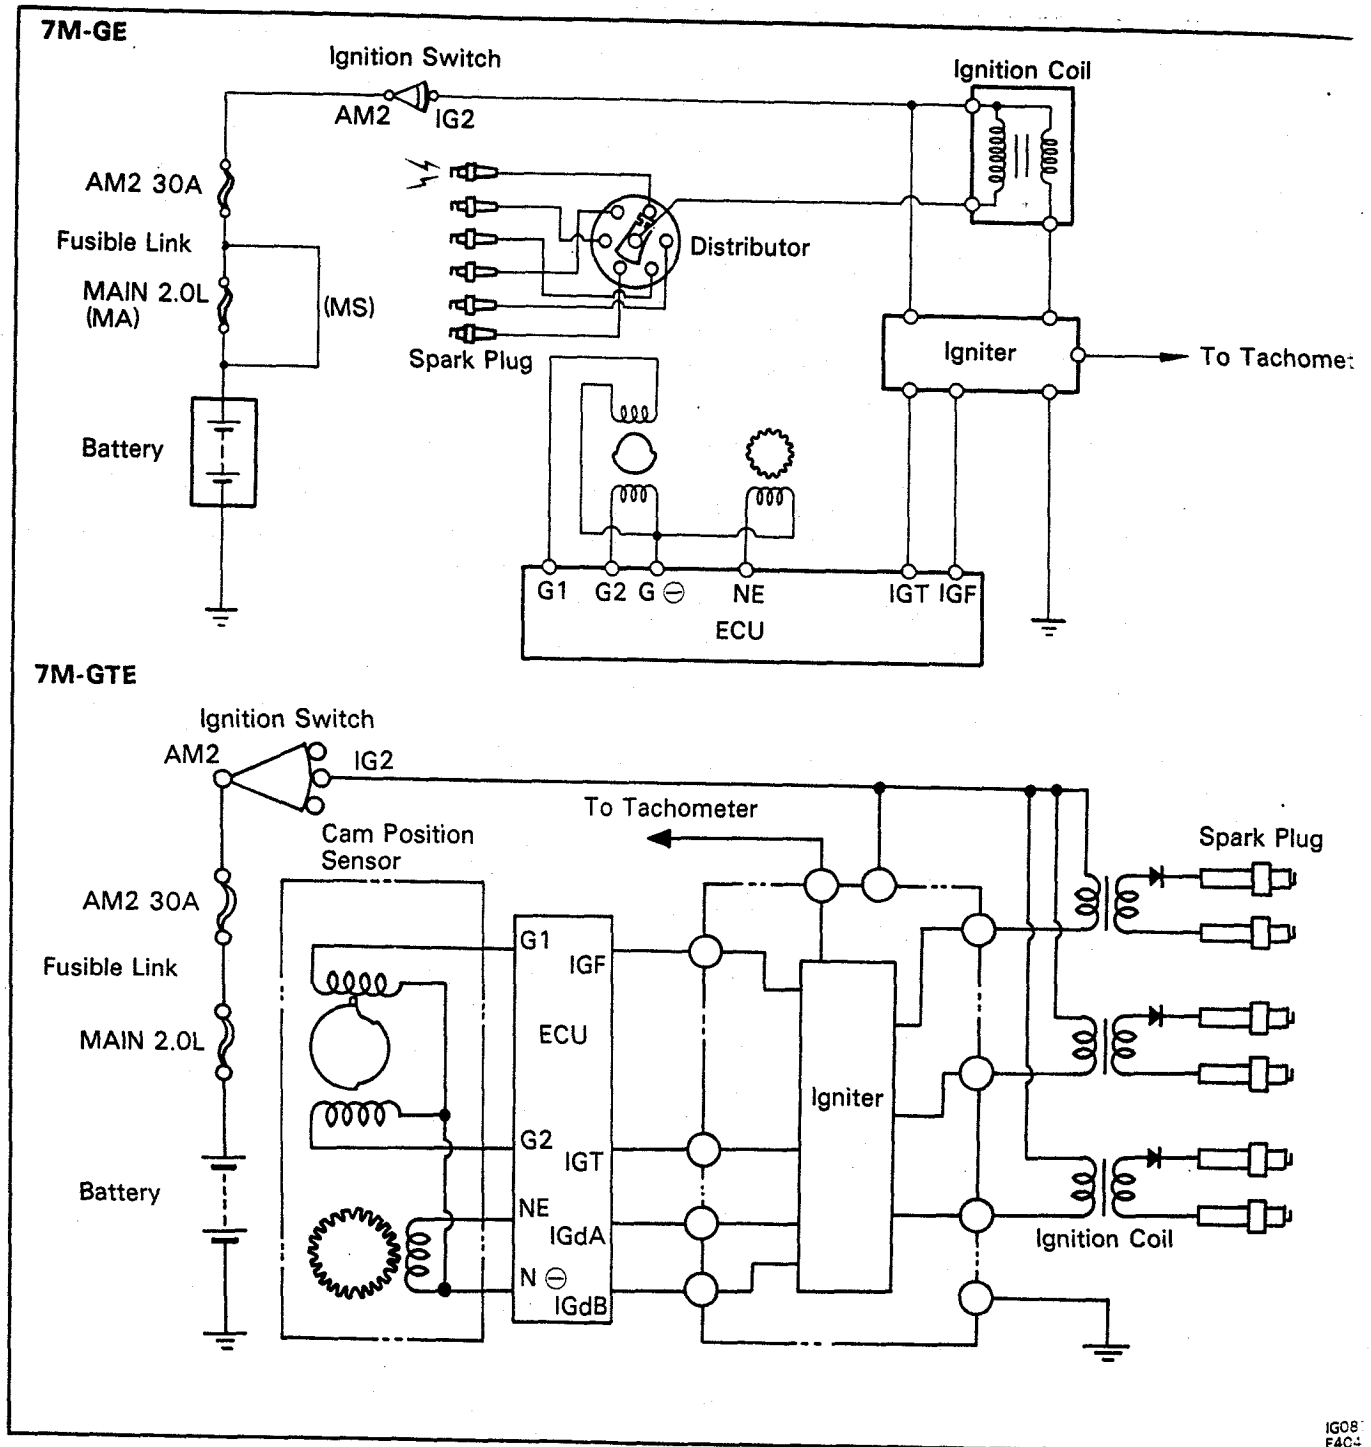 7M-GE
Ignition Switch
AM2
IG2
Ignition Coil
AM2 30A
Fusible Link
MAIN 2.0L
(MA)
(MS)
Distributor
Spark Plug
Igniter
To Tachomet
Battery
G1
G2
G ⊖
NE
IGT
IGF
ECU
7M-GTE
Ignition Switch
AM2
IG2
To Tachometer
Cam Position
Sensor
Spark Plug
AM2 30A
Fusible Link
MAIN 2.0L
Battery
G1
IGF
ECU
G2
IGT
NE
IGdA
N ⊖
IGdB
Igniter
Ignition Coil
IG08